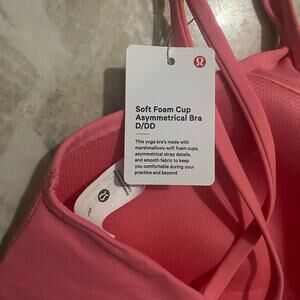 Soft Foam Cup
Asymmetrical Bra
D/DD
This yoga bra's made with
marshmallowy-soft foam cups,
asymmetrical strap details,
and smooth fabric to keep
you comfortable during your
practice and beyond